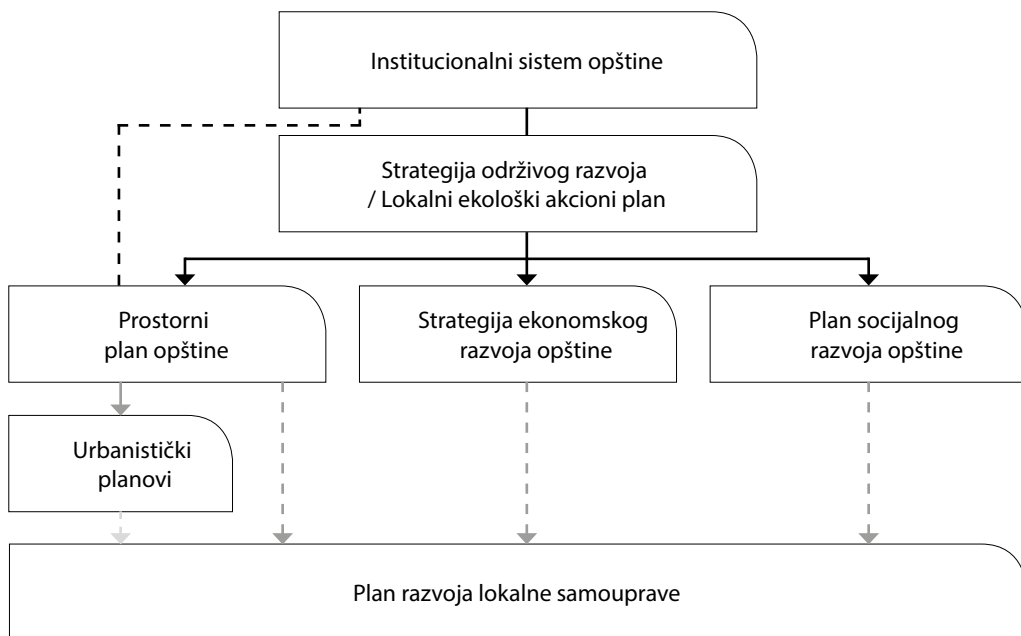 Institucionalni sistem opštine
Strategija održivog razvoja
/ Lokalni ekološki akcioni plan
Prostorni
plan opštine
Strategija ekonomskog
razvoja opštine
Plan socijalnog
razvoja opštine
Urbanistički
planovi
Plan razvoja lokalne samouprave